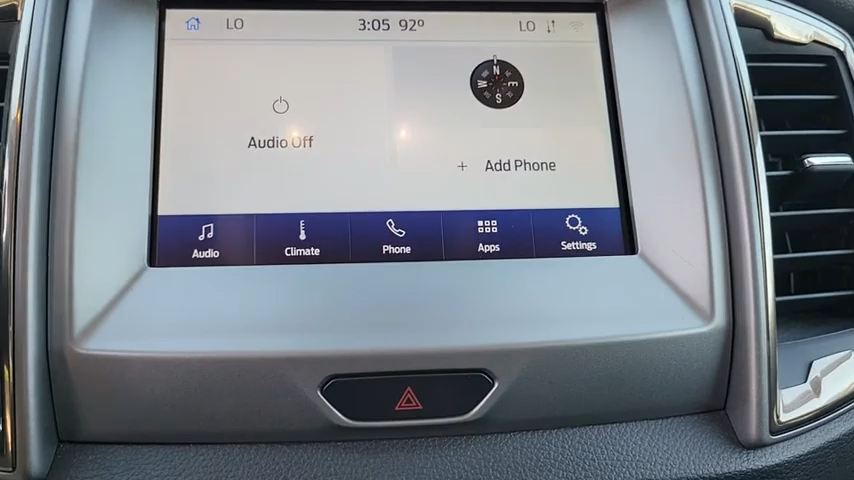 LO 3:05 92° LO
N
W E
S
Audio Off
+ Add Phone
Audio Climate Phone Apps Settings